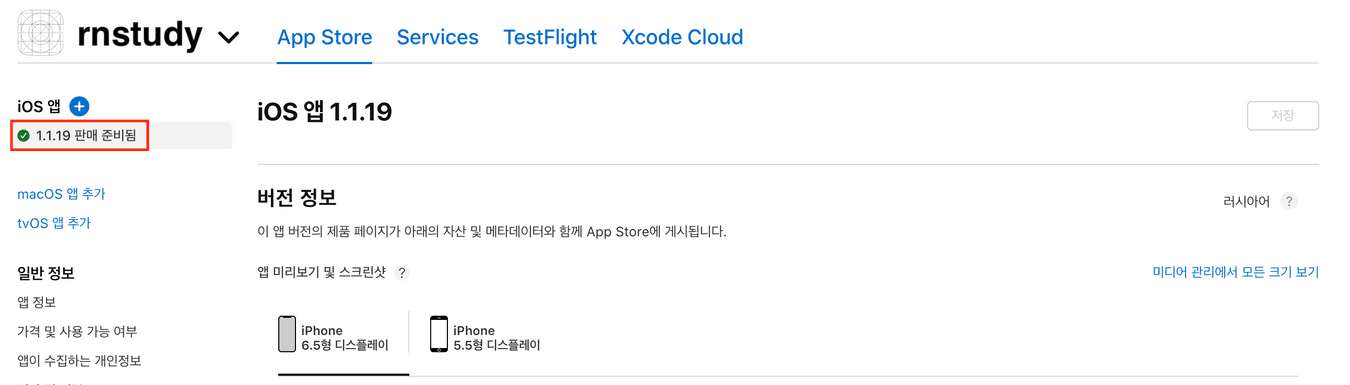 rnstudy
App Store Services TestFlight Xcode Cloud
iOS 앱
1.1.19 판매 준비됨
macOS 앱 추가
tvOS 앱 추가
일반 정보
앱 정보
가격 및 사용 가능 여부
앱이 수집하는 개인정보
iOS 앱 1.1.19
저장
버전 정보
러시아어 ?
이 앱 버전의 제품 페이지가 아래의 자산 및 메타데이터와 함께 App Store에 게시됩니다.
앱 미리보기 및 스크린샷 ?
미디어 관리에서 모든 크기 보기
iPhone
6.5형 디스플레이
iPhone
5.5형 디스플레이